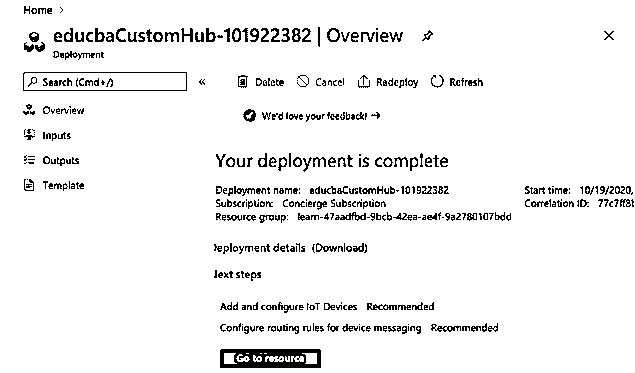 Home >
educbaCustomHub-101922382 | Overview
Deployment
Search (Cmd+/)
«
Delete
Cancel
Redeploy
Refresh
Overview
Inputs
Outputs
Template
We'd love your feedback! →
Your deployment is complete
Deployment name: educbaCustomHub-101922382
Start time: 10/19/2020,
Subscription: Concierge Subscription
Correlation ID: 77c7ff8b
Resource group: learn-47aadfbd-9bcb-42ea-ae4f-9a2780107bdd
Deployment details (Download)
Next steps
Add and configure IoT Devices Recommended
Configure routing rules for device messaging Recommended
Go to resource